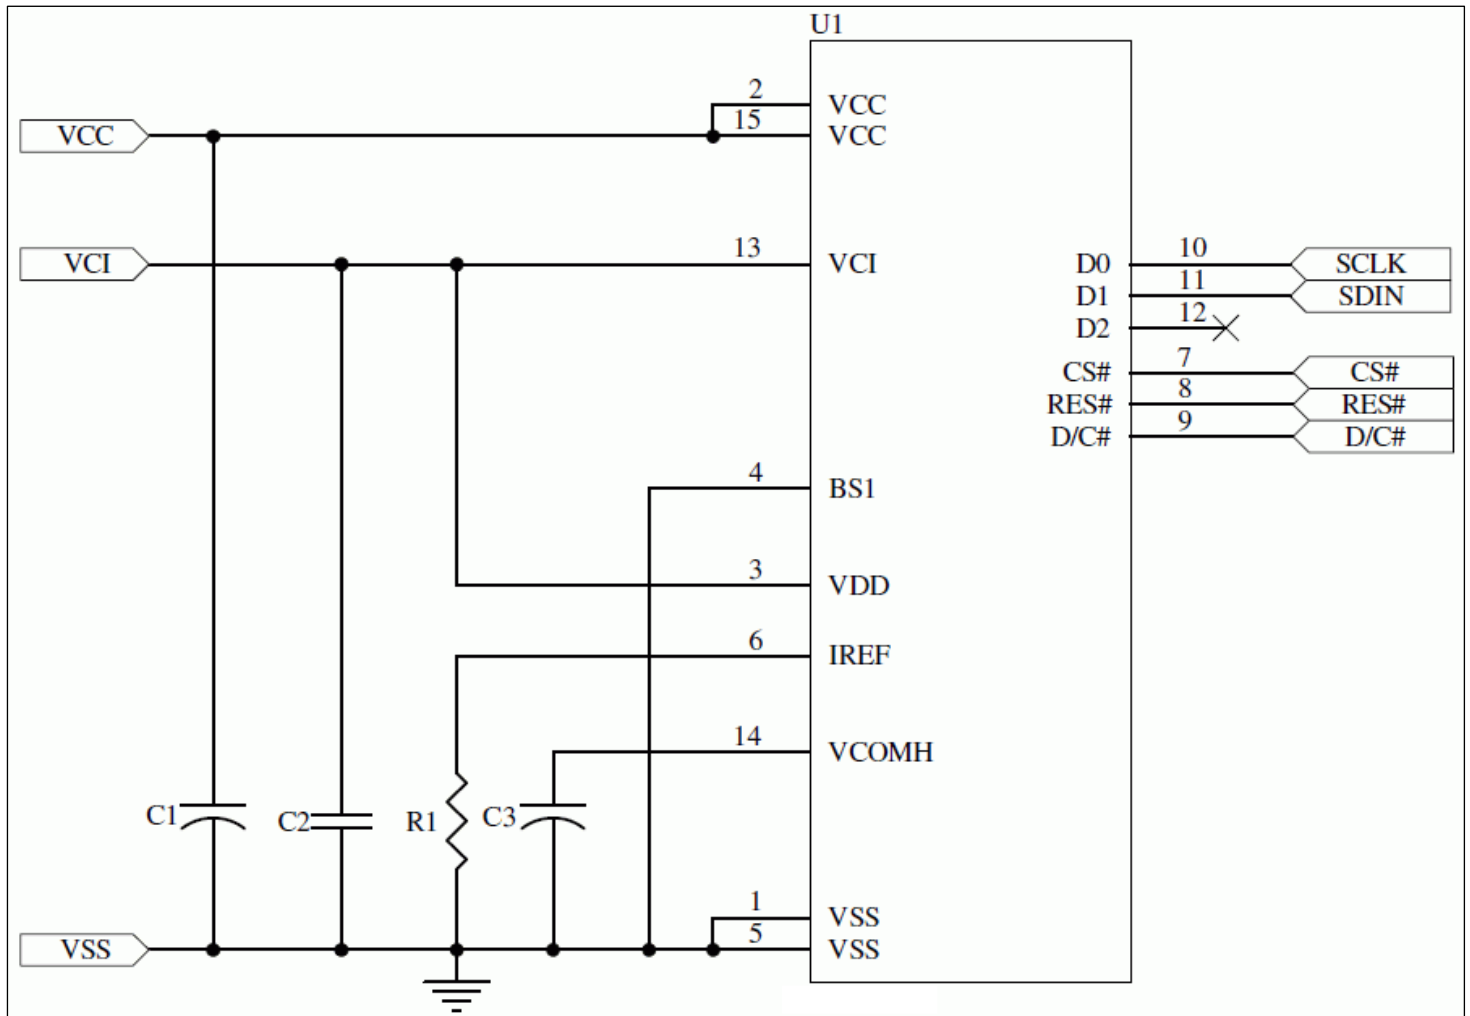 U1
2 VCC
VCC 15 VCC
VCI 13 VCI D0 10 SCLK
D1 11 SDIN
D2 12
CS# 7 CS#
RES# 8 RES#
D/C# 9 D/C#
4 BS1
3 VDD
6 IREF
14 VCOMH
C1 C2 R1 C3
1 VSS
VSS 5 VSS